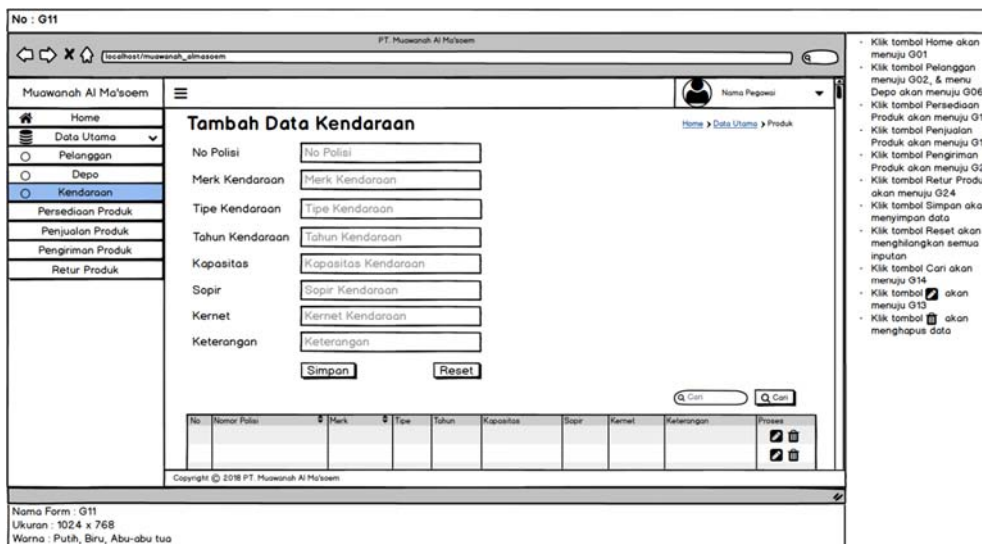 No : G11
PT. Muawanah Al Ma'soem
localhost/muawanah_almasoem
Muawanah Al Ma'soem
Nama Pegawai
Home
Data Utama
Pelanggan
Depo
Kendaraan
Persediaan Produk
Penjualan Produk
Pengiriman Produk
Retur Produk
Tambah Data Kendaraan
Home > Data Utama > Produk
No Polisi
No Polisi
Merk Kendaraan
Merk Kendaraan
Tipe Kendaraan
Tipe Kendaraan
Tahun Kendaraan
Tahun Kendaraan
Kapasitas
Kapasitas Kendaraan
Sopir
Sopir Kendaraan
Kernet
Kernet Kendaraan
Keterangan
Keterangan
Simpan Reset
Cari Cari
No Nomor Polisi Merk Tipe Tahun Kapasitas Sopir Kernet Keterangan Proses
Copyright © 2018 PT. Muawanah Al Ma'soem
Nama Form : G11
Ukuran : 1024 x 768
Warna : Putih, Biru, Abu-abu tua
· Klik tombol Home akan
menuju G01
· Klik tombol Pelanggan
menuju G02, & menu
Depo akan menuju G06
· Klik tombol Persediaan
Produk akan menuju
· Klik tombol Penjualan
Produk akan menuju
· Klik tombol Pengiriman
Produk akan menuju
· Klik tombol Retur
akan menuju G24
· Klik tombol Simpan
menyimpan data
· Klik tombol Reset akan
menghilangkan semua
inputan
· Klik tombol Cari akan
menuju G14
· Klik tombol akan
menuju G13
· Klik tombol akan
menghapus data